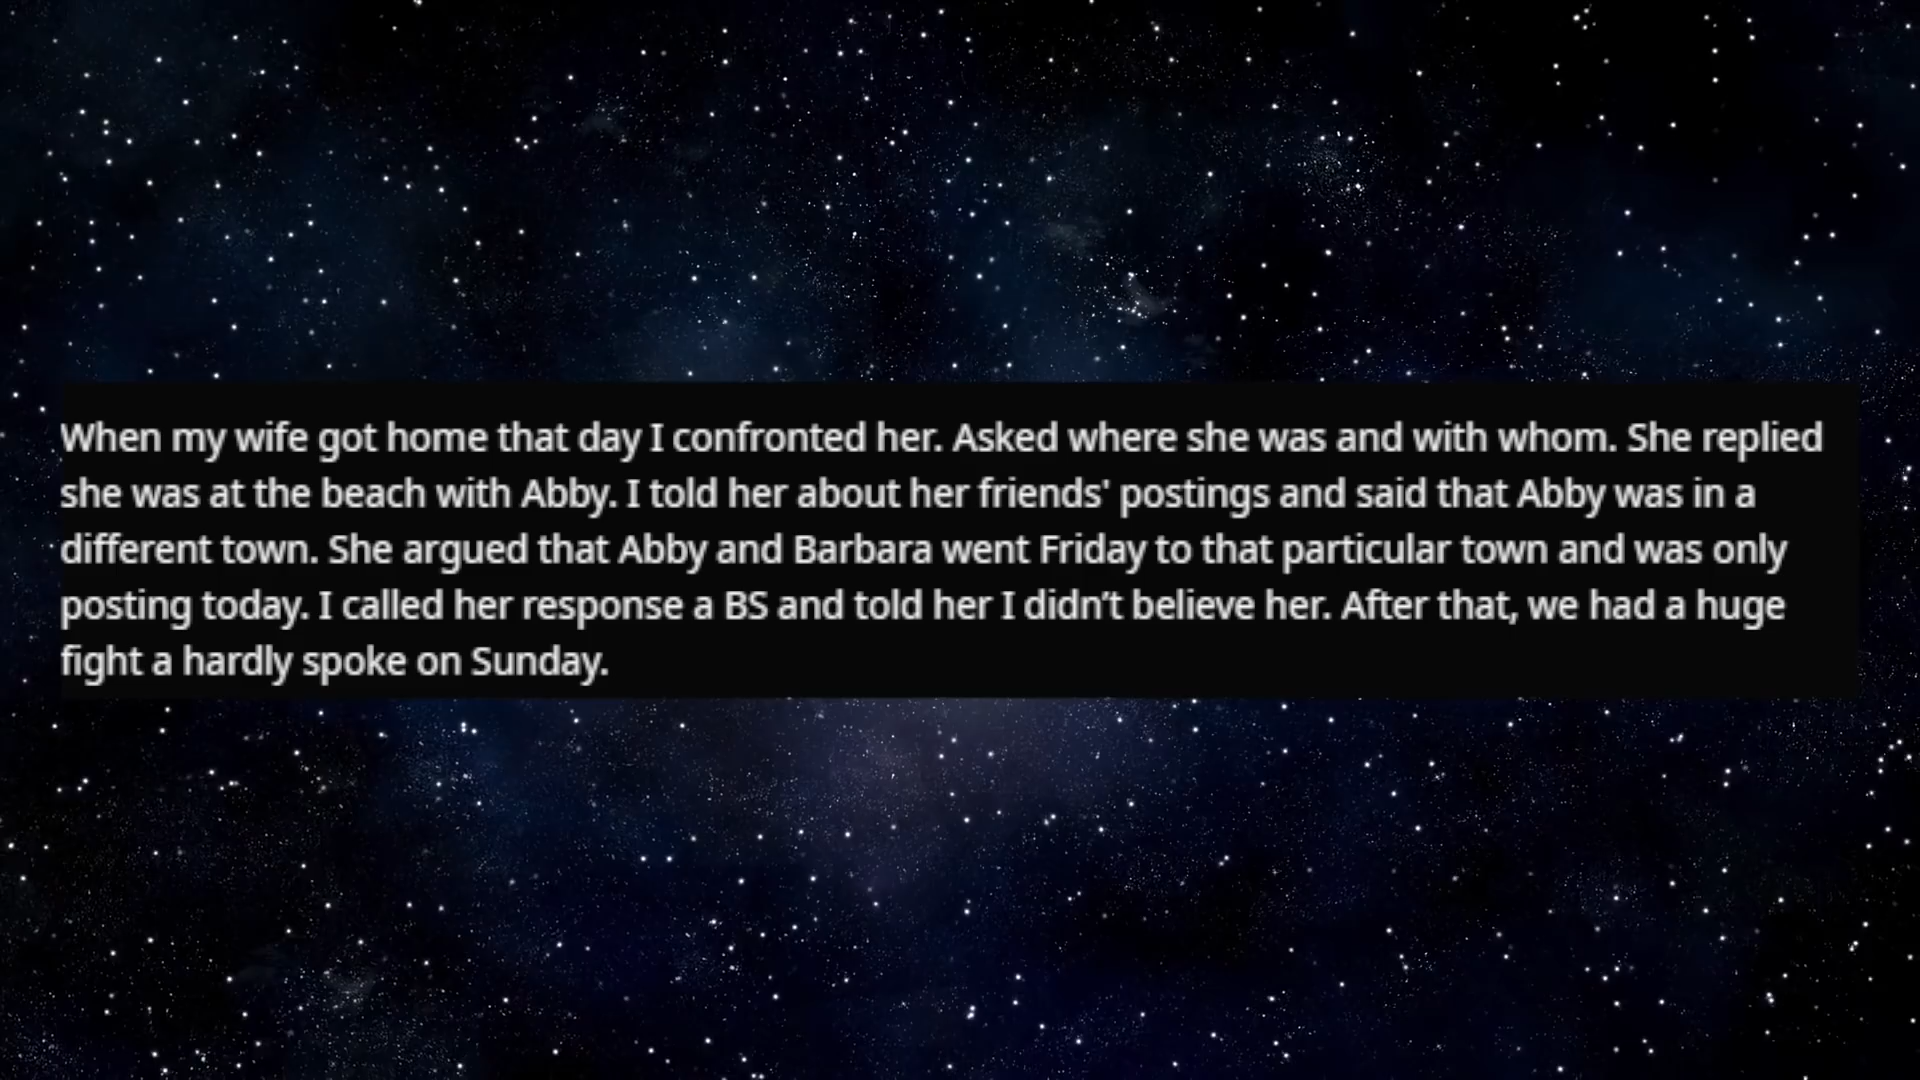 When my wife got home that day I confronted her. Asked where she was and with whom. She replied
she was at the beach with Abby. I told her about her friends' postings and said that Abby was in a
different town. She argued that Abby and Barbara went Friday to that particular town and was only
posting today. I called her response a BS and told her I didn’t believe her. After that, we had a huge
fight a hardly spoke on Sunday.